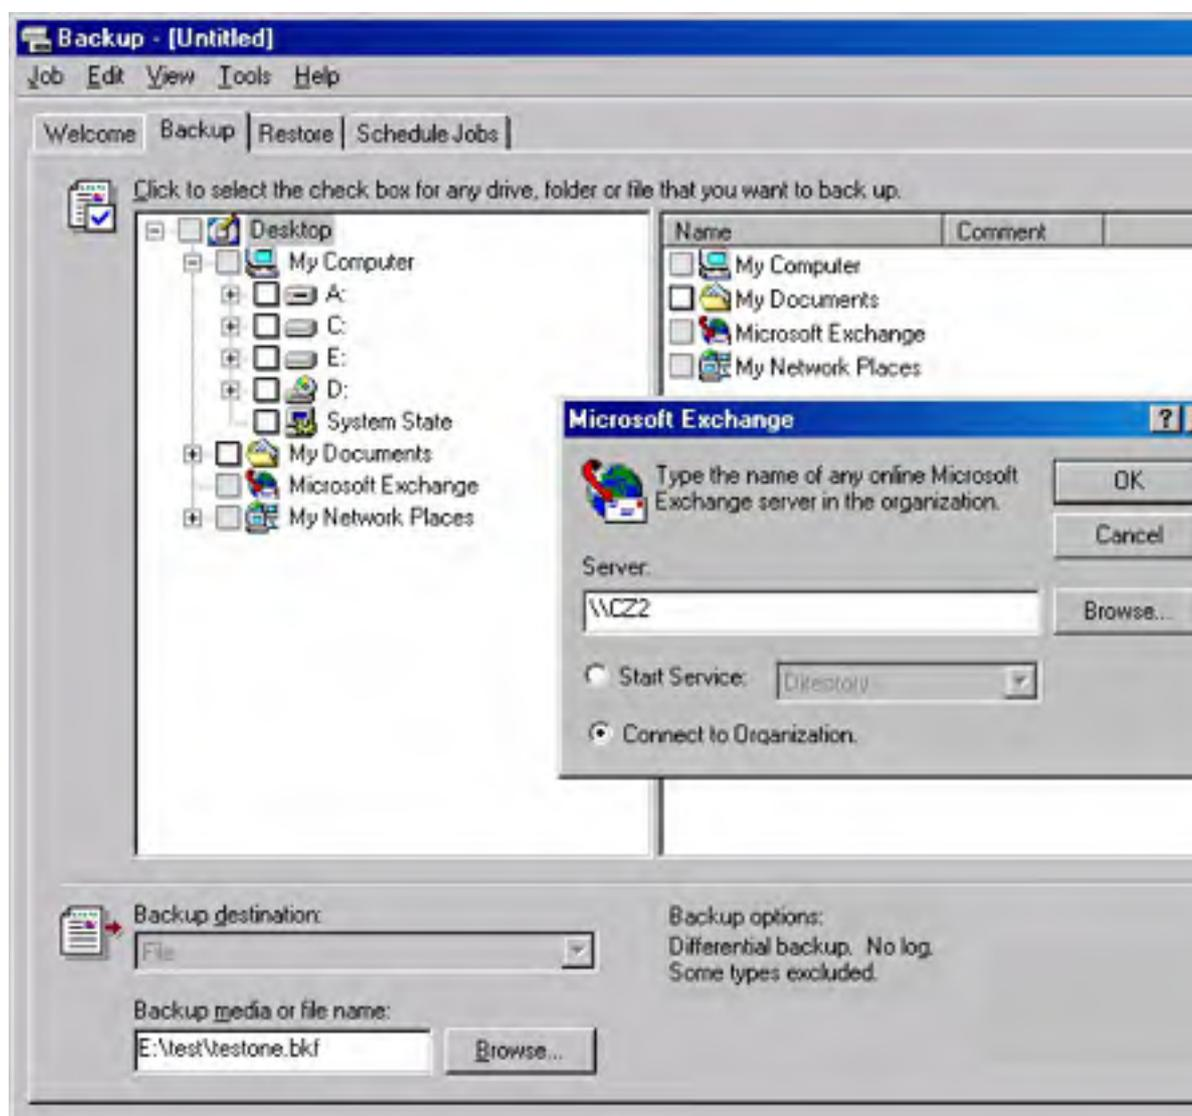 Backup - [Untitled]
Job Edit View Tools Help
Welcome Backup Restore Schedule Jobs
Click to select the check box for any drive, folder or file that you want to back up.
Desktop
My Computer
A:
C:
E:
D:
System State
My Documents
Microsoft Exchange
My Network Places
Name Comment
My Computer
My Documents
Microsoft Exchange
My Network Places
Microsoft Exchange ?
Type the name of any online Microsoft
Exchange server in the organization.
OK
Cancel
Server:
\\CZ2
Browse...
Start Service: Directory
Connect to Organization.
Backup destination:
File
Backup media or file name:
E:\test\testone.bkf Browse...
Backup options:
Differential backup. No log.
Some types excluded.